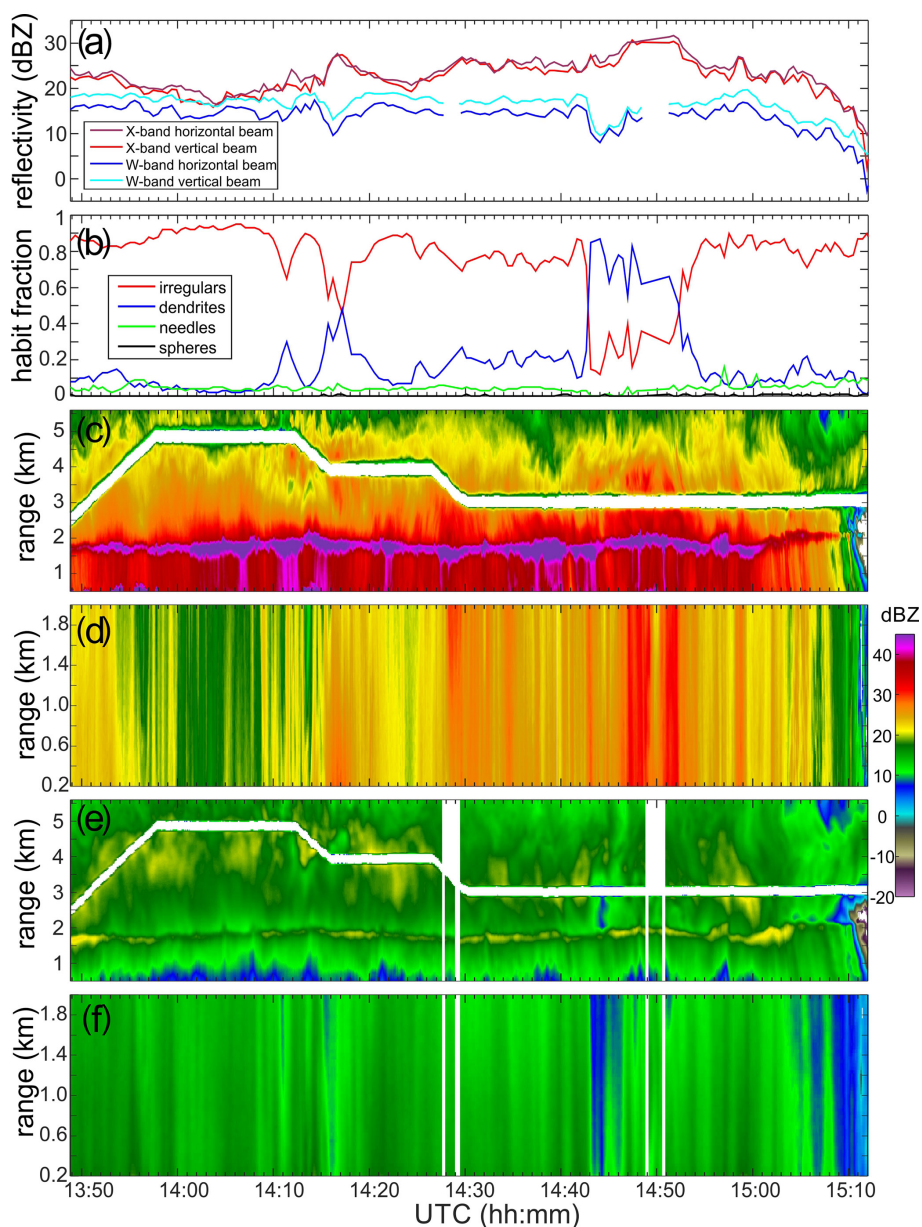 (a)
reflectivity (dBZ)
30
20
10
0
X-band horizontal beam
X-band vertical beam
W-band horizontal beam
W-band vertical beam
(b)
habit fraction
1
0.8
0.6
0.4
0.2
0
irregulars
dendrites
needles
spheres
(c)
range (km)
5
4
3
2
1
(d)
range (km)
1.8
1.4
1.0
0.6
0.2
dBZ
40
30
20
10
0
-10
-20
(e)
range (km)
5
4
3
2
1
(f)
range (km)
1.8
1.4
1.0
0.6
0.2
13:50 14:00 14:10 14:20 14:30 14:40 14:50 15:00 15:10
UTC (hh:mm)